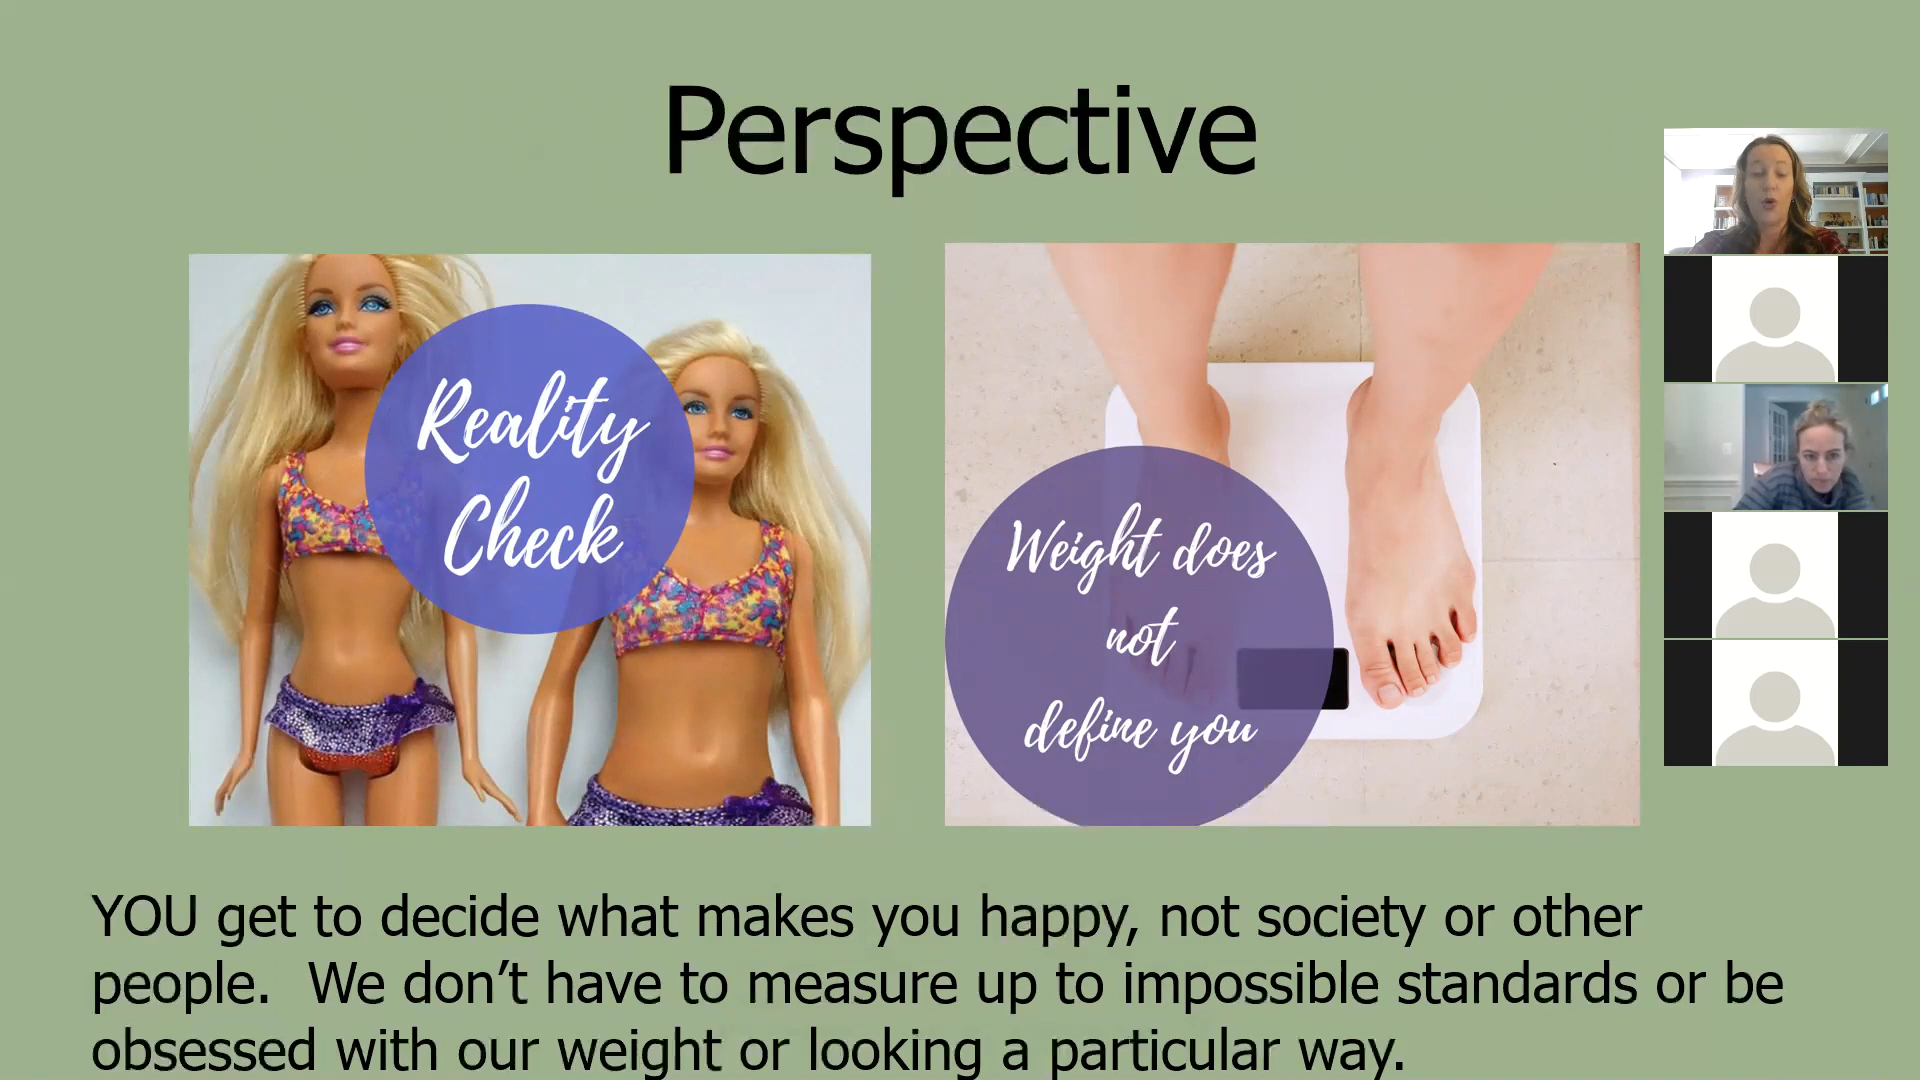 Perspective
Reality
Check
Weight does
not
define you
YOU get to decide what makes you happy, not society or other
people.  We don’t have to measure up to impossible standards or be
obsessed with our weight or looking a particular way.